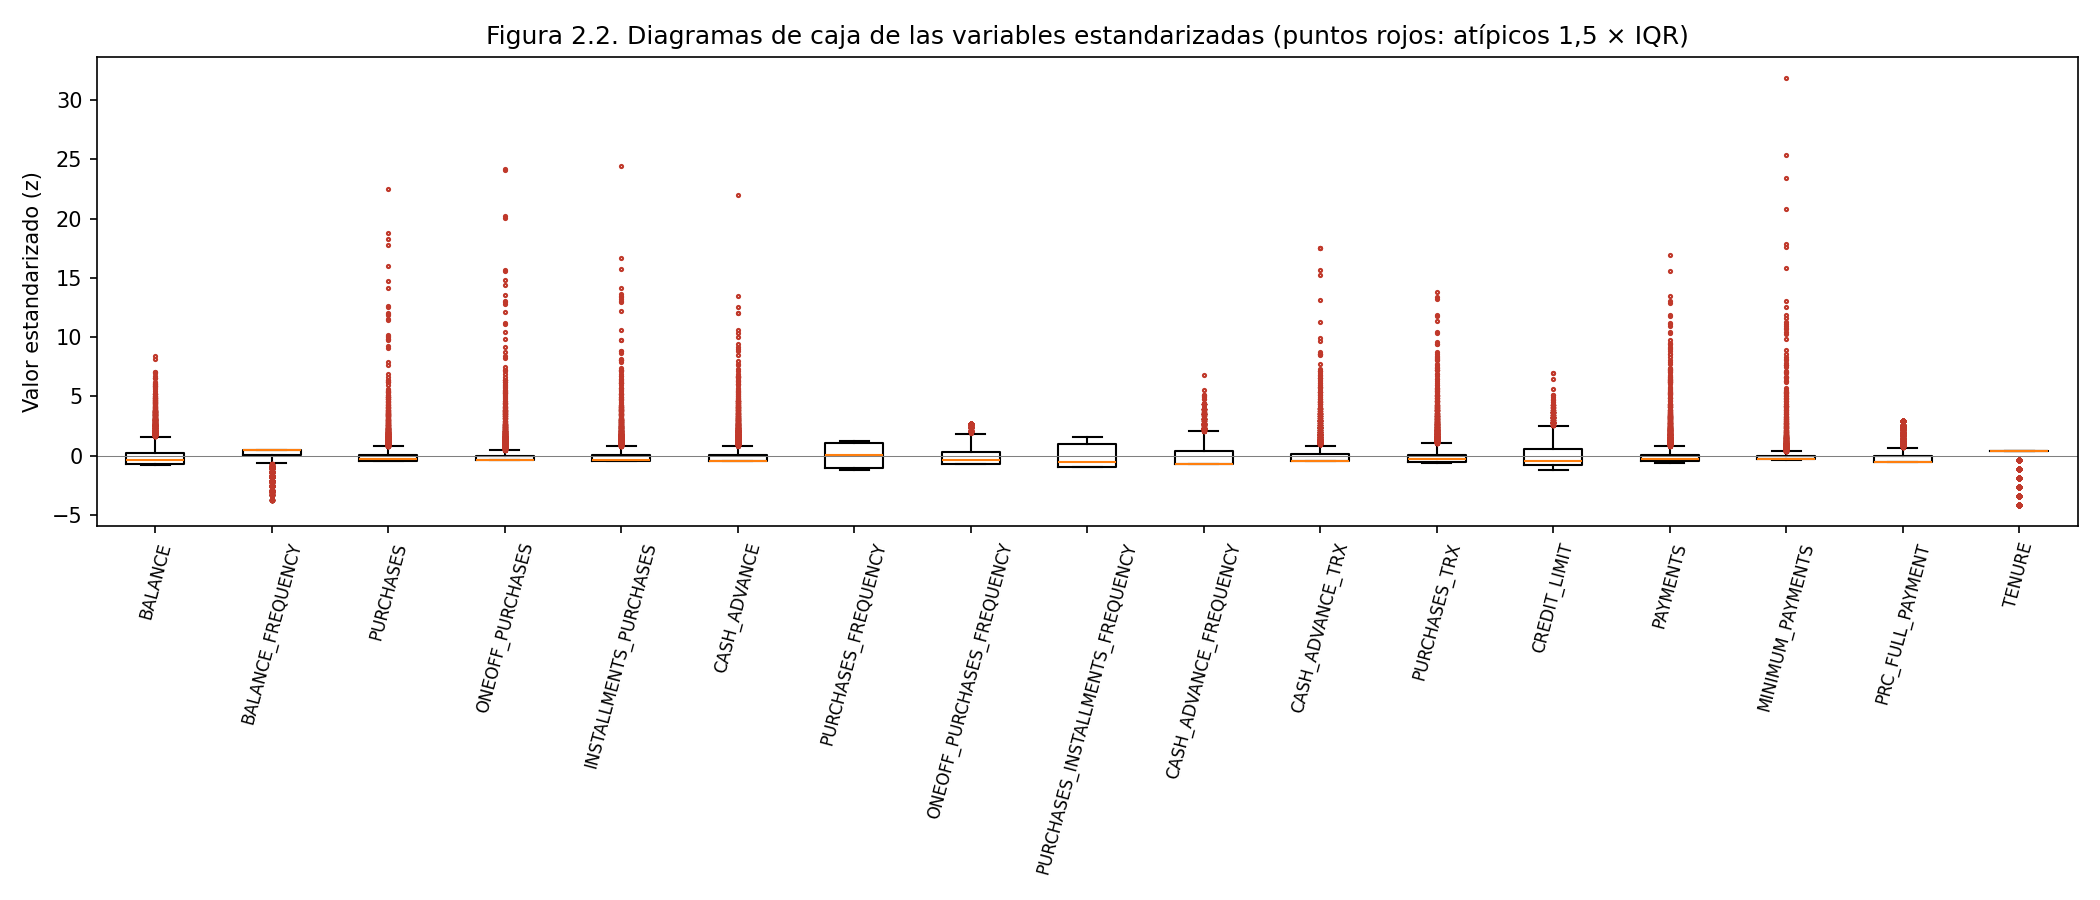 Figura 2.2. Diagramas de caja de las variables estandarizadas (puntos rojos: atípicos 1,5 × IQR)
Valor estandarizado (z)
30
25
20
15
10
5
0
−5
BALANCE
BALANCE_FREQUENCY
PURCHASES
ONEOFF_PURCHASES
INSTALLMENTS_PURCHASES
CASH_ADVANCE
PURCHASES_FREQUENCY
ONEOFF_PURCHASES_FREQUENCY
PURCHASES_INSTALLMENTS_FREQUENCY
CASH_ADVANCE_FREQUENCY
CASH_ADVANCE_TRX
PURCHASES_TRX
CREDIT_LIMIT
PAYMENTS
MINIMUM_PAYMENTS
PRC_FULL_PAYMENT
TENURE